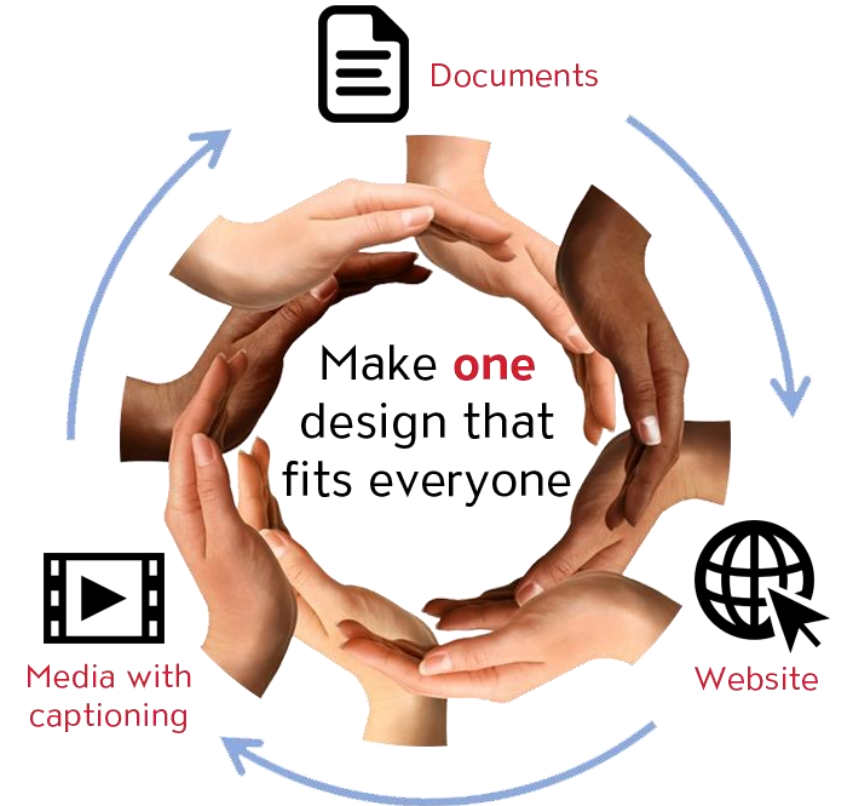 Documents
Make one
design that
fits everyone
Media with
captioning
Website